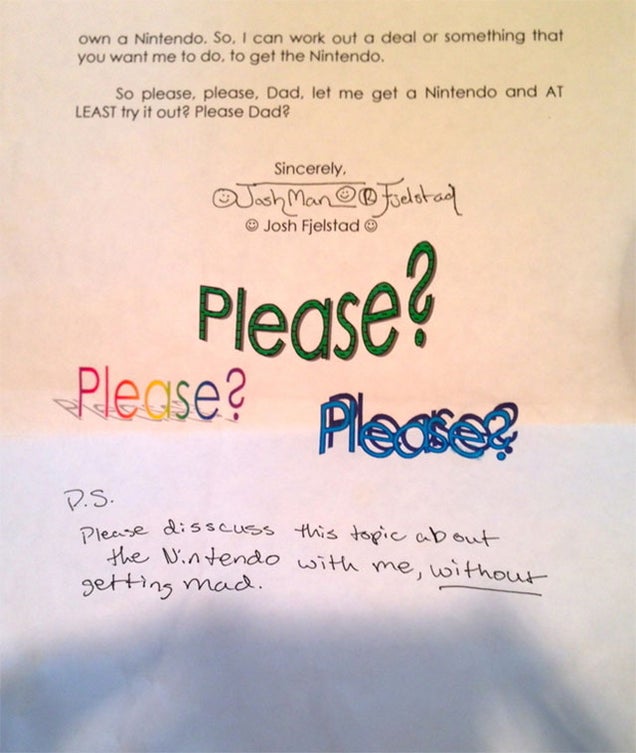 own a Nintendo. So, I can work out a deal or something that
you want me to do, to get the Nintendo.
So please, please, Dad, let me get a Nintendo and AT
LEAST try it out? Please Dad?
Sincerely,
☺Josh Man☺® Fjelstad
☺ Josh Fjelstad ☺
Please?
Please?
Please?
P.S.
Please disscuss this topic about
the Nintendo with me, without
getting mad.